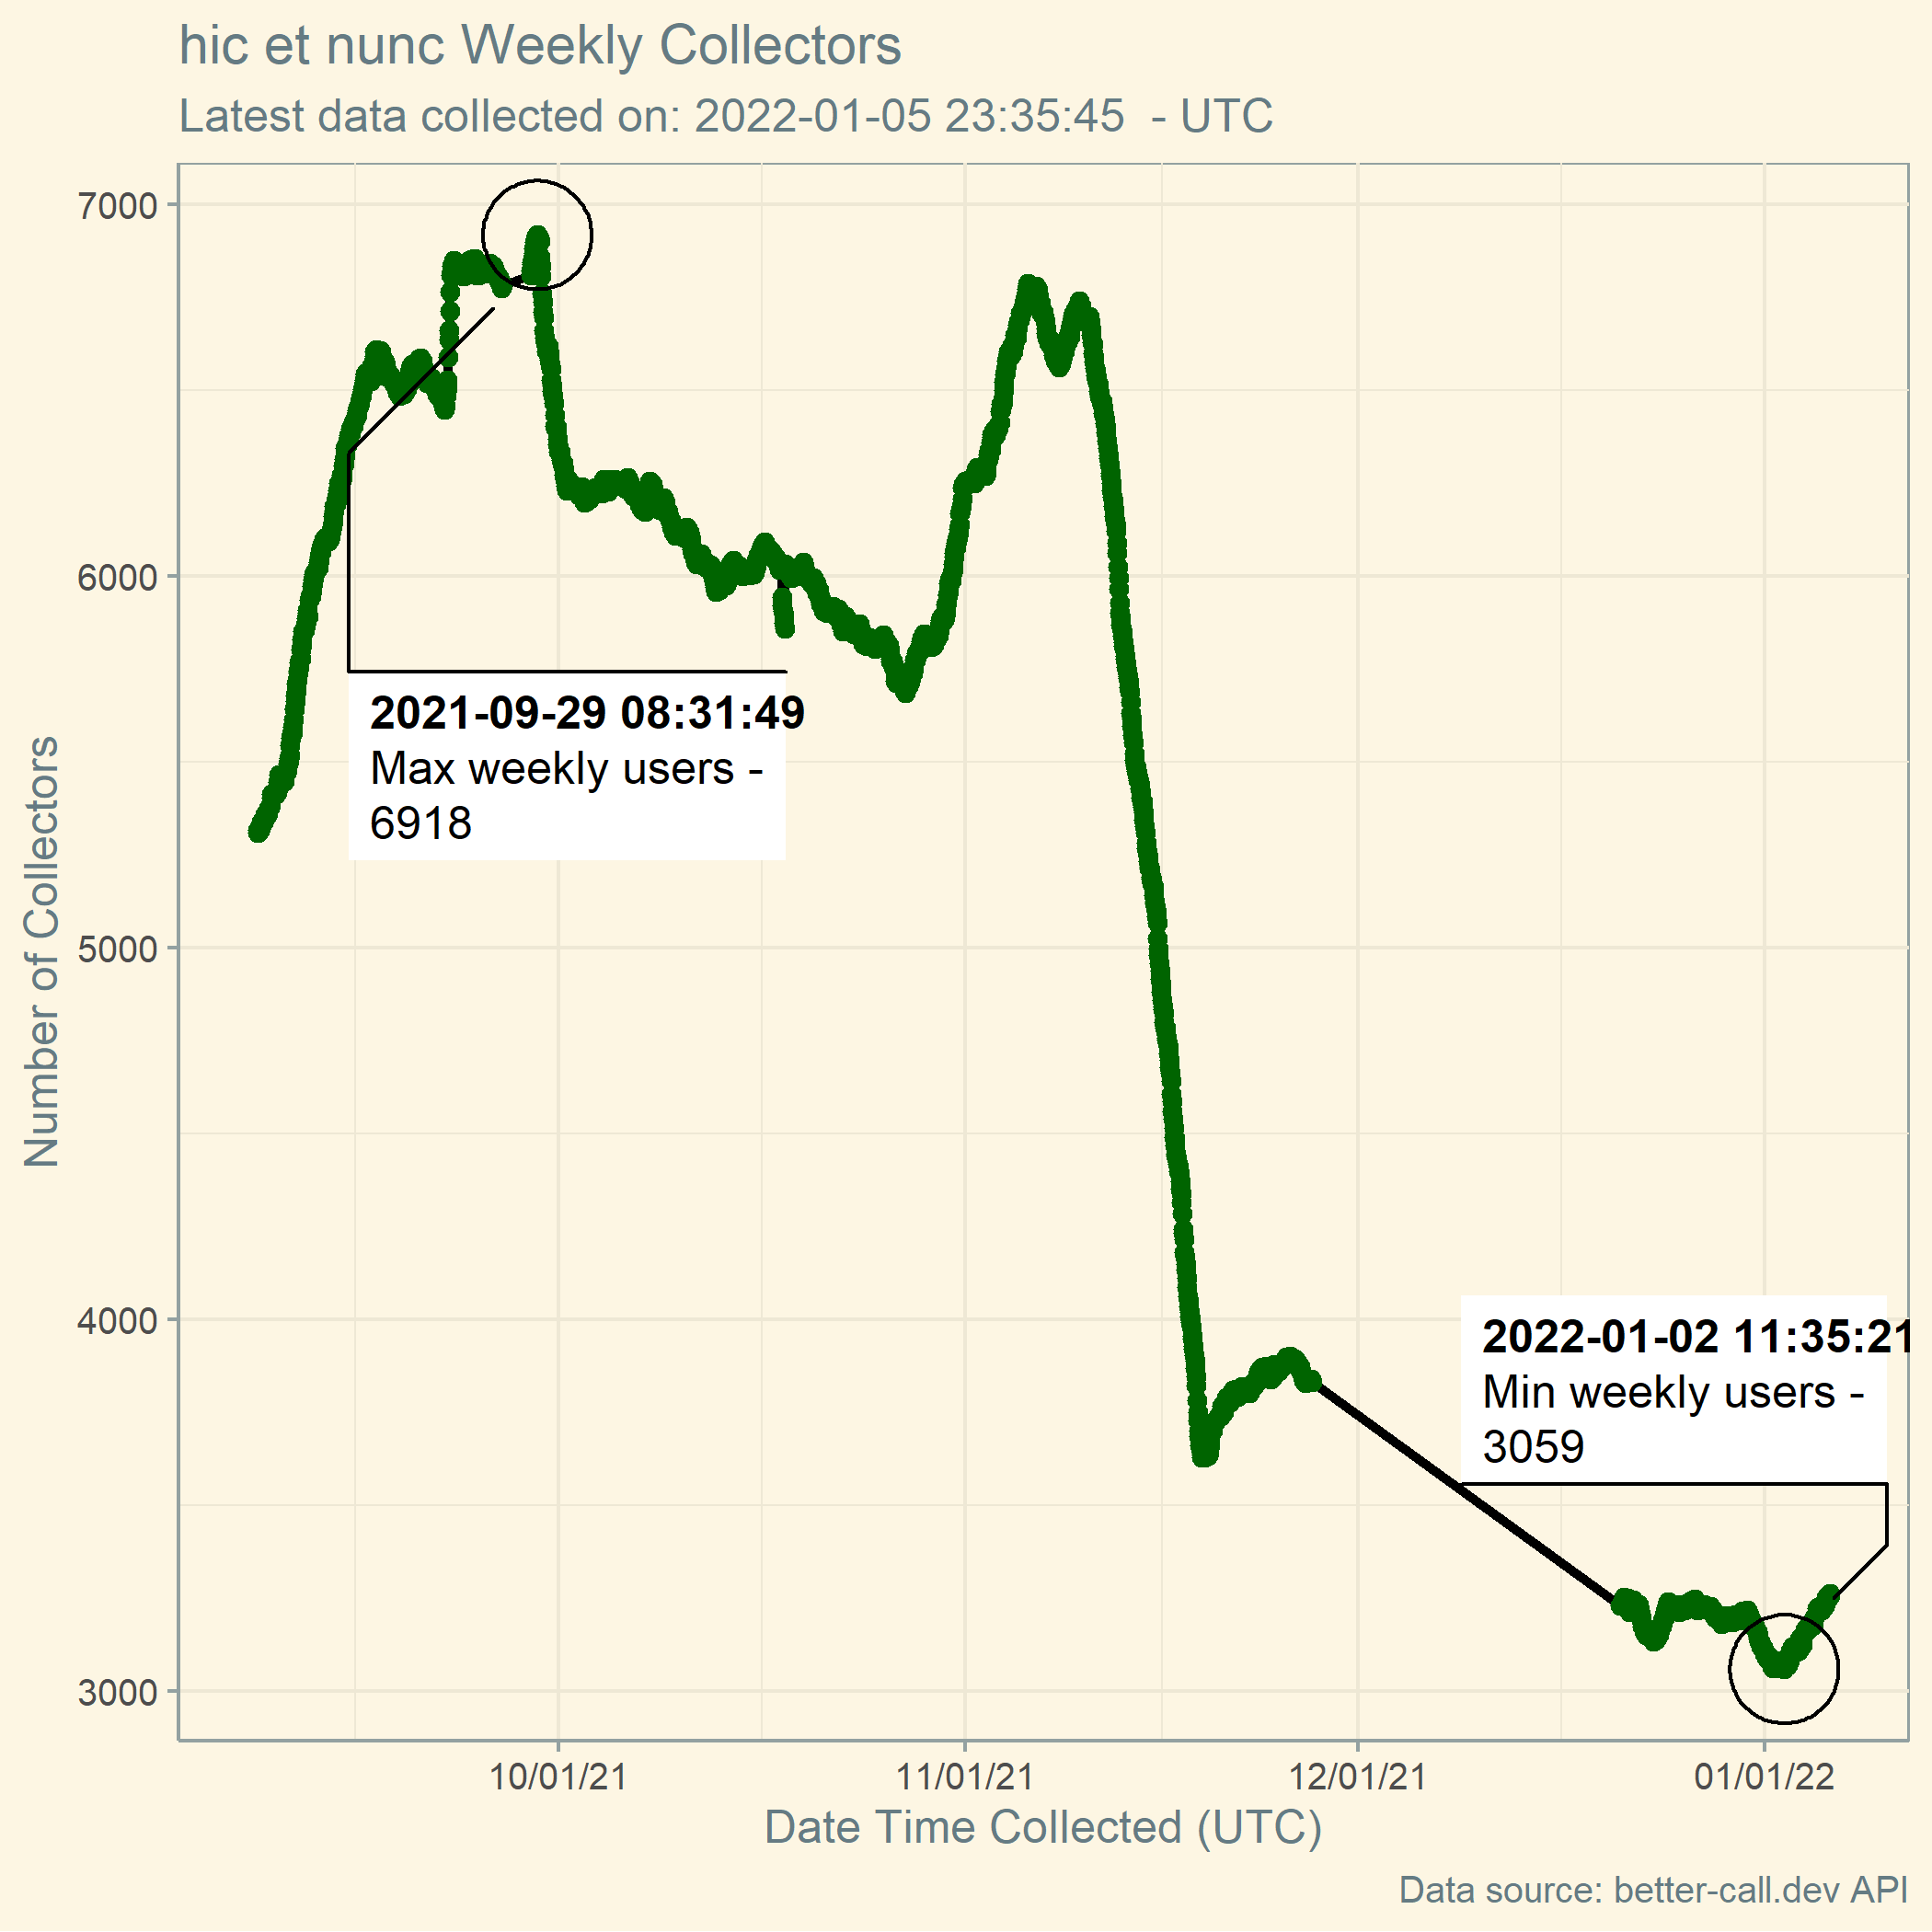 hic et nunc Weekly Collectors
Latest data collected on: 2022-01-05 23:35:45  - UTC
7000
6000
5000
4000
3000
Number of Collectors
2021-09-29 08:31:49
Max weekly users -
6918
2022-01-02 11:35:21
Min weekly users -
3059
10/01/21
11/01/21
12/01/21
01/01/22
Date Time Collected (UTC)
Data source: better-call.dev API